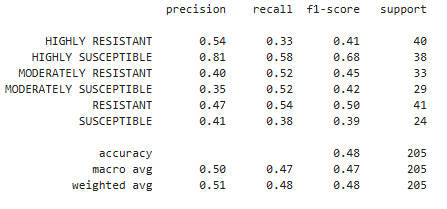 precision recall f1-score support
HIGHLY RESISTANT 0.54 0.33 0.41 40
HIGHLY SUSCEPTIBLE 0.81 0.58 0.68 38
MODERATELY RESISTANT 0.40 0.52 0.45 33
MODERATELY SUSCEPTIBLE 0.35 0.52 0.42 29
RESISTANT 0.47 0.54 0.50 41
SUSCEPTIBLE 0.41 0.38 0.39 24
accuracy 0.48 205
macro avg 0.50 0.47 0.47 205
weighted avg 0.51 0.48 0.48 205